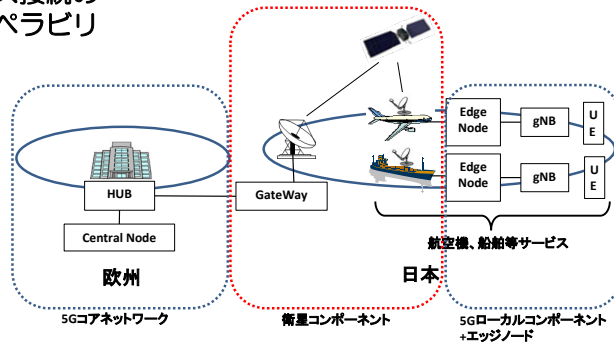 ペラビリ
Edge
Node
gNB
U
E
Edge
Node
gNB
U
E
HUB
GateWay
Central Node
航空機、船舶等サービス
欧州
日本
5Gコアネットワーク
衛星コンポーネント
5Gローカルコンポーネント
+エッジノード